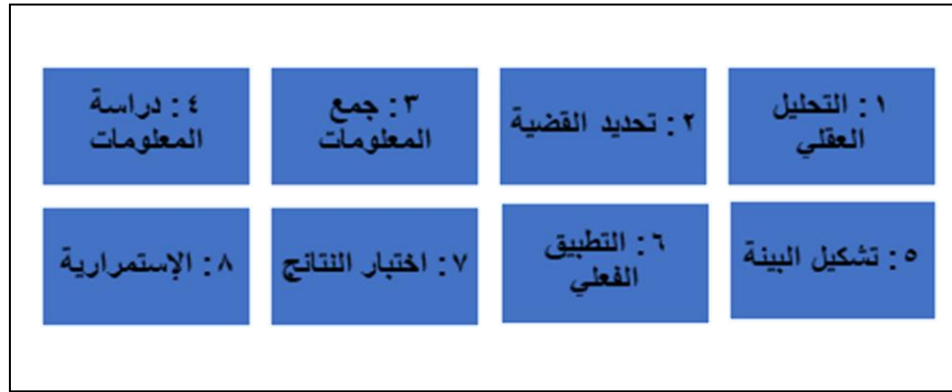 ١ : التحليل
العقلي
٢ : تحديد القضية
٣ : جمع
المعلومات
٤ : دراسة
المعلومات
٥ : تشكيل البينة
٦ : التطبيق
الفعلي
٧ : اختبار النتائج
٨ : الإستمرارية